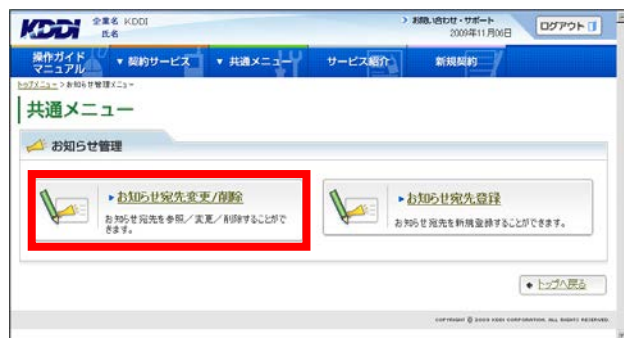 KDDI
企業名 KDDI
氏名
お問い合わせ・サポート
2009年11月06日
ログアウト
操作ガイド
マニュアル
契約サービス
共通メニュー
サービス紹介
新規契約
トップメニュー > お知らせ管理メニュー
共通メニュー
お知らせ管理
お知らせ宛先変更/削除
お知らせ宛先を参照／変更／削除することがで
きます。
お知らせ宛先登録
お知らせ宛先を新規登録することができます。
トップへ戻る
COPYRIGHT © 2009 KDDI CORPORATION. ALL RIGHTS RESERVED.